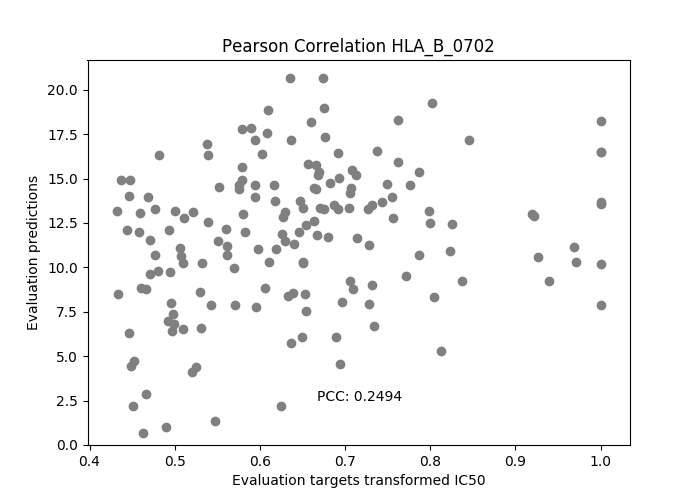 Pearson Correlation HLA_B_0702
20.0
17.5
15.0
12.5
10.0
7.5
5.0
2.5
0.0
Evaluation predictions
PCC: 0.2494
0.4 0.5 0.6 0.7 0.8 0.9 1.0
Evaluation targets transformed IC50